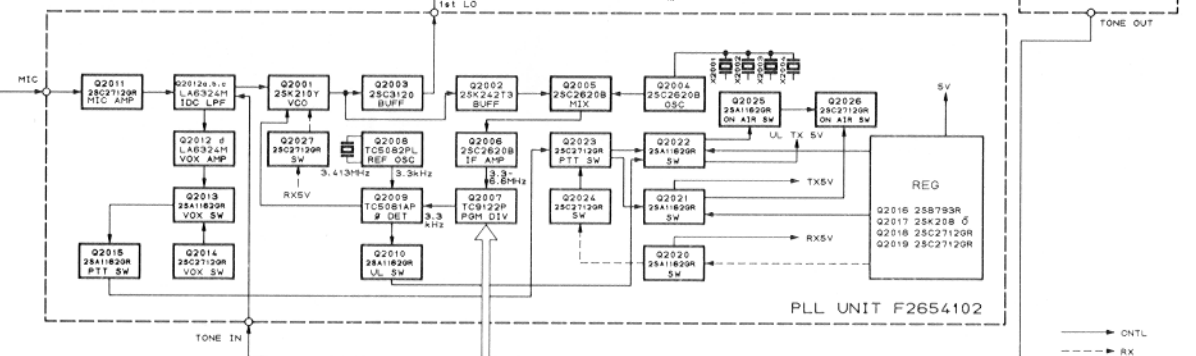 1st LO
TONE OUT
MIC
Q2011
2SC2712GR
MIC AMP
Q2012a.b.c
LA6324M
IDC LPF
Q2001
2SK210Y
VCO
Q2003
2SC3120
BUFF
Q2002
2SK242T3
BUFF
Q2005
2SC2620B
MIX
Q2004
2SC2620B
OSC
X2001
X2002
X2003
X2004
Q2025
2SA1162GR
ON AIR SW
Q2026
2SC2712GR
ON AIR SW
5V
UL TX 5V
Q2012 d
LA6324M
VOX AMP
Q2027
2SC2712GR
SW
Q2008
TC5082PL
REF OSC
3.413MHz
3.3kHz
Q2006
2SC2620B
IF AMP
3.3-
6.6MHz
Q2023
2SC2712GR
PTT SW
Q2022
2SA1162GR
SW
REG
Q2016 2SB793R
Q2017 2SK208
Q2018 2SC2712GR
Q2019 2SC2712GR
RX5V
Q2013
2SA1162GR
VOX SW
Q2009
TC5081AP
DET
3.3
kHz
Q2007
TC9122P
PGM DIV
Q2024
2SC2712GR
SW
Q2021
2SA1162GR
SW
TX5V
Q2015
2SA1162GR
PTT SW
Q2014
2SC2712GR
VOX SW
Q2010
2SA1162GR
UL SW
Q2020
2SA1162GR
SW
RX5V
PLL UNIT F2654102
TONE IN
CNTL
RX